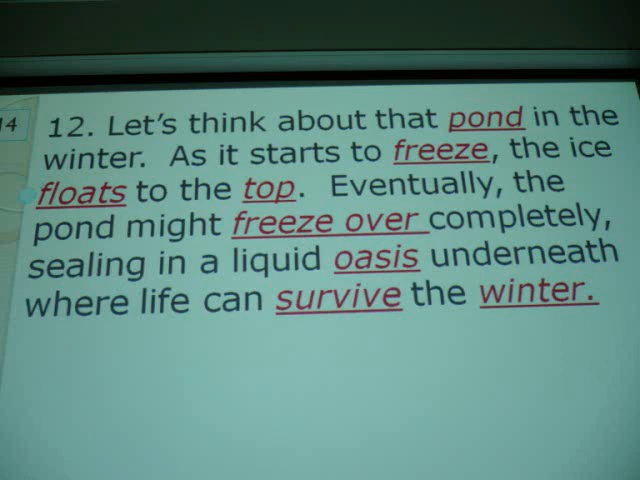 14
12. Let's think about that pond in the
winter. As it starts to freeze, the ice
floats to the top. Eventually, the
pond might freeze over completely,
sealing in a liquid oasis underneath
where life can survive the winter.